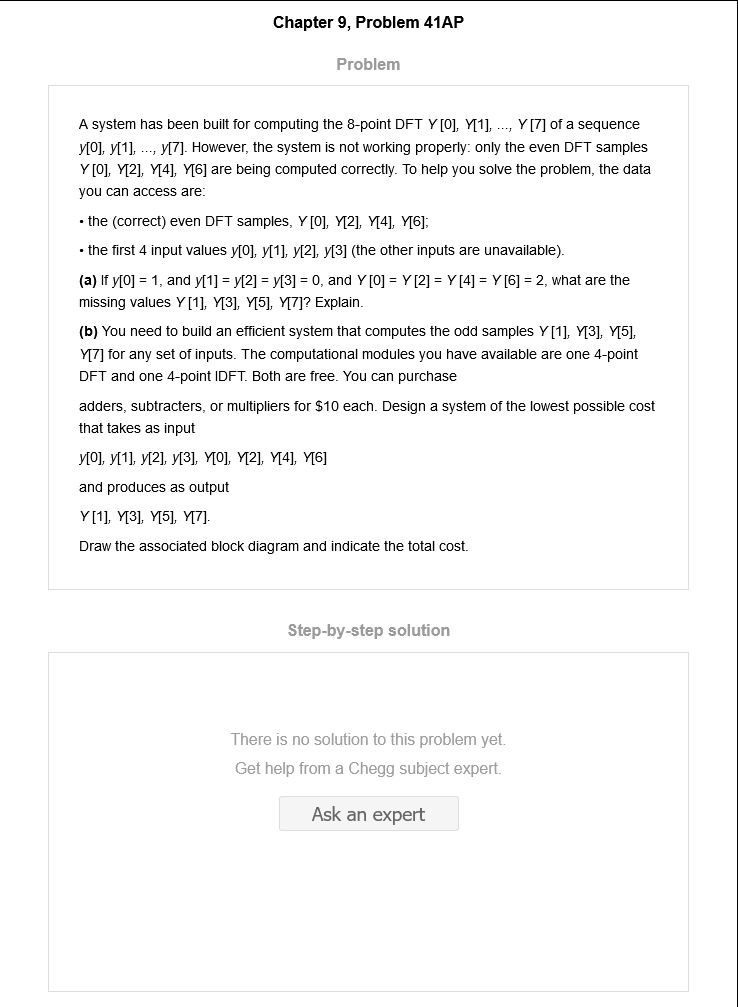 Chapter 9, Problem 41AP
Problem
A system has been built for computing the 8-point DFT Y [0], Y[1], ..., Y [7] of a sequence
y[0], y[1], ..., y[7]. However, the system is not working properly: only the even DFT samples
Y [0], Y[2], Y[4], Y[6] are being computed correctly. To help you solve the problem, the data
you can access are:
• the (correct) even DFT samples, Y [0], Y[2], Y[4], Y[6];
• the first 4 input values y[0], y[1], y[2], y[3] (the other inputs are unavailable).
(a) If y[0] = 1, and y[1] = y[2] = y[3] = 0, and Y [0] = Y [2] = Y [4] = Y [6] = 2, what are the
missing values Y [1], Y[3], Y[5], Y[7]? Explain.
(b) You need to build an efficient system that computes the odd samples Y [1], Y[3], Y[5],
Y[7] for any set of inputs. The computational modules you have available are one 4-point
DFT and one 4-point IDFT. Both are free. You can purchase
adders, subtracters, or multipliers for $10 each. Design a system of the lowest possible cost
that takes as input
y[0], y[1], y[2], y[3], Y[0], Y[2], Y[4], Y[6]
and produces as output
Y [1], Y[3], Y[5], Y[7].
Draw the associated block diagram and indicate the total cost.
Step-by-step solution
There is no solution to this problem yet.
Get help from a Chegg subject expert.
Ask an expert